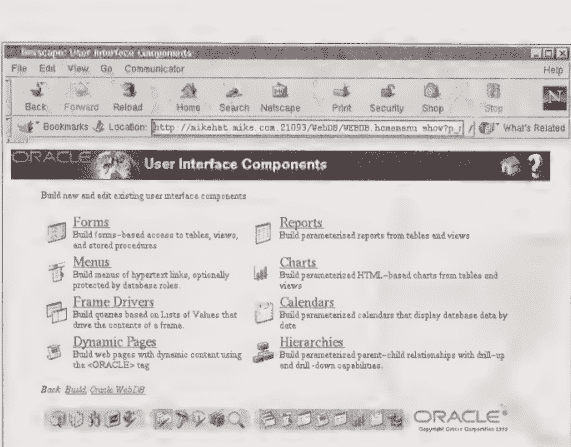 Netscape: User Interface Components
File Edit View Go Communicator Help
Back Forward Reload Home Search Netscape Print Security Shop Stop
Bookmarks Location: http://mikehat.mike.com:21093/WebDB/WEBDB.homemenu.show?p_ What's Related
ORACLE User Interface Components
Build new and edit existing user interface components
Forms
Build forms-based access to tables, views,
and stored procedures
Reports
Build parameterized reports from tables and views
Menus
Build menus of hypertext links, optionally
protected by database roles.
Charts
Build parameterized HTML-based charts from tables and
views
Frame Drivers
Build queries based on Lists of Values that
drive the contents of a frame.
Calendars
Build parameterized calendars that display database data by
date
Dynamic Pages
Build web pages with dynamic content using
the <ORACLE> tag
Hierarchies
Build parameterized parent-child relationships with drill-up
and drill-down capabilities.
Back Build, Oracle WebDB
ORACLE
Copyright Oracle Corporation 1999